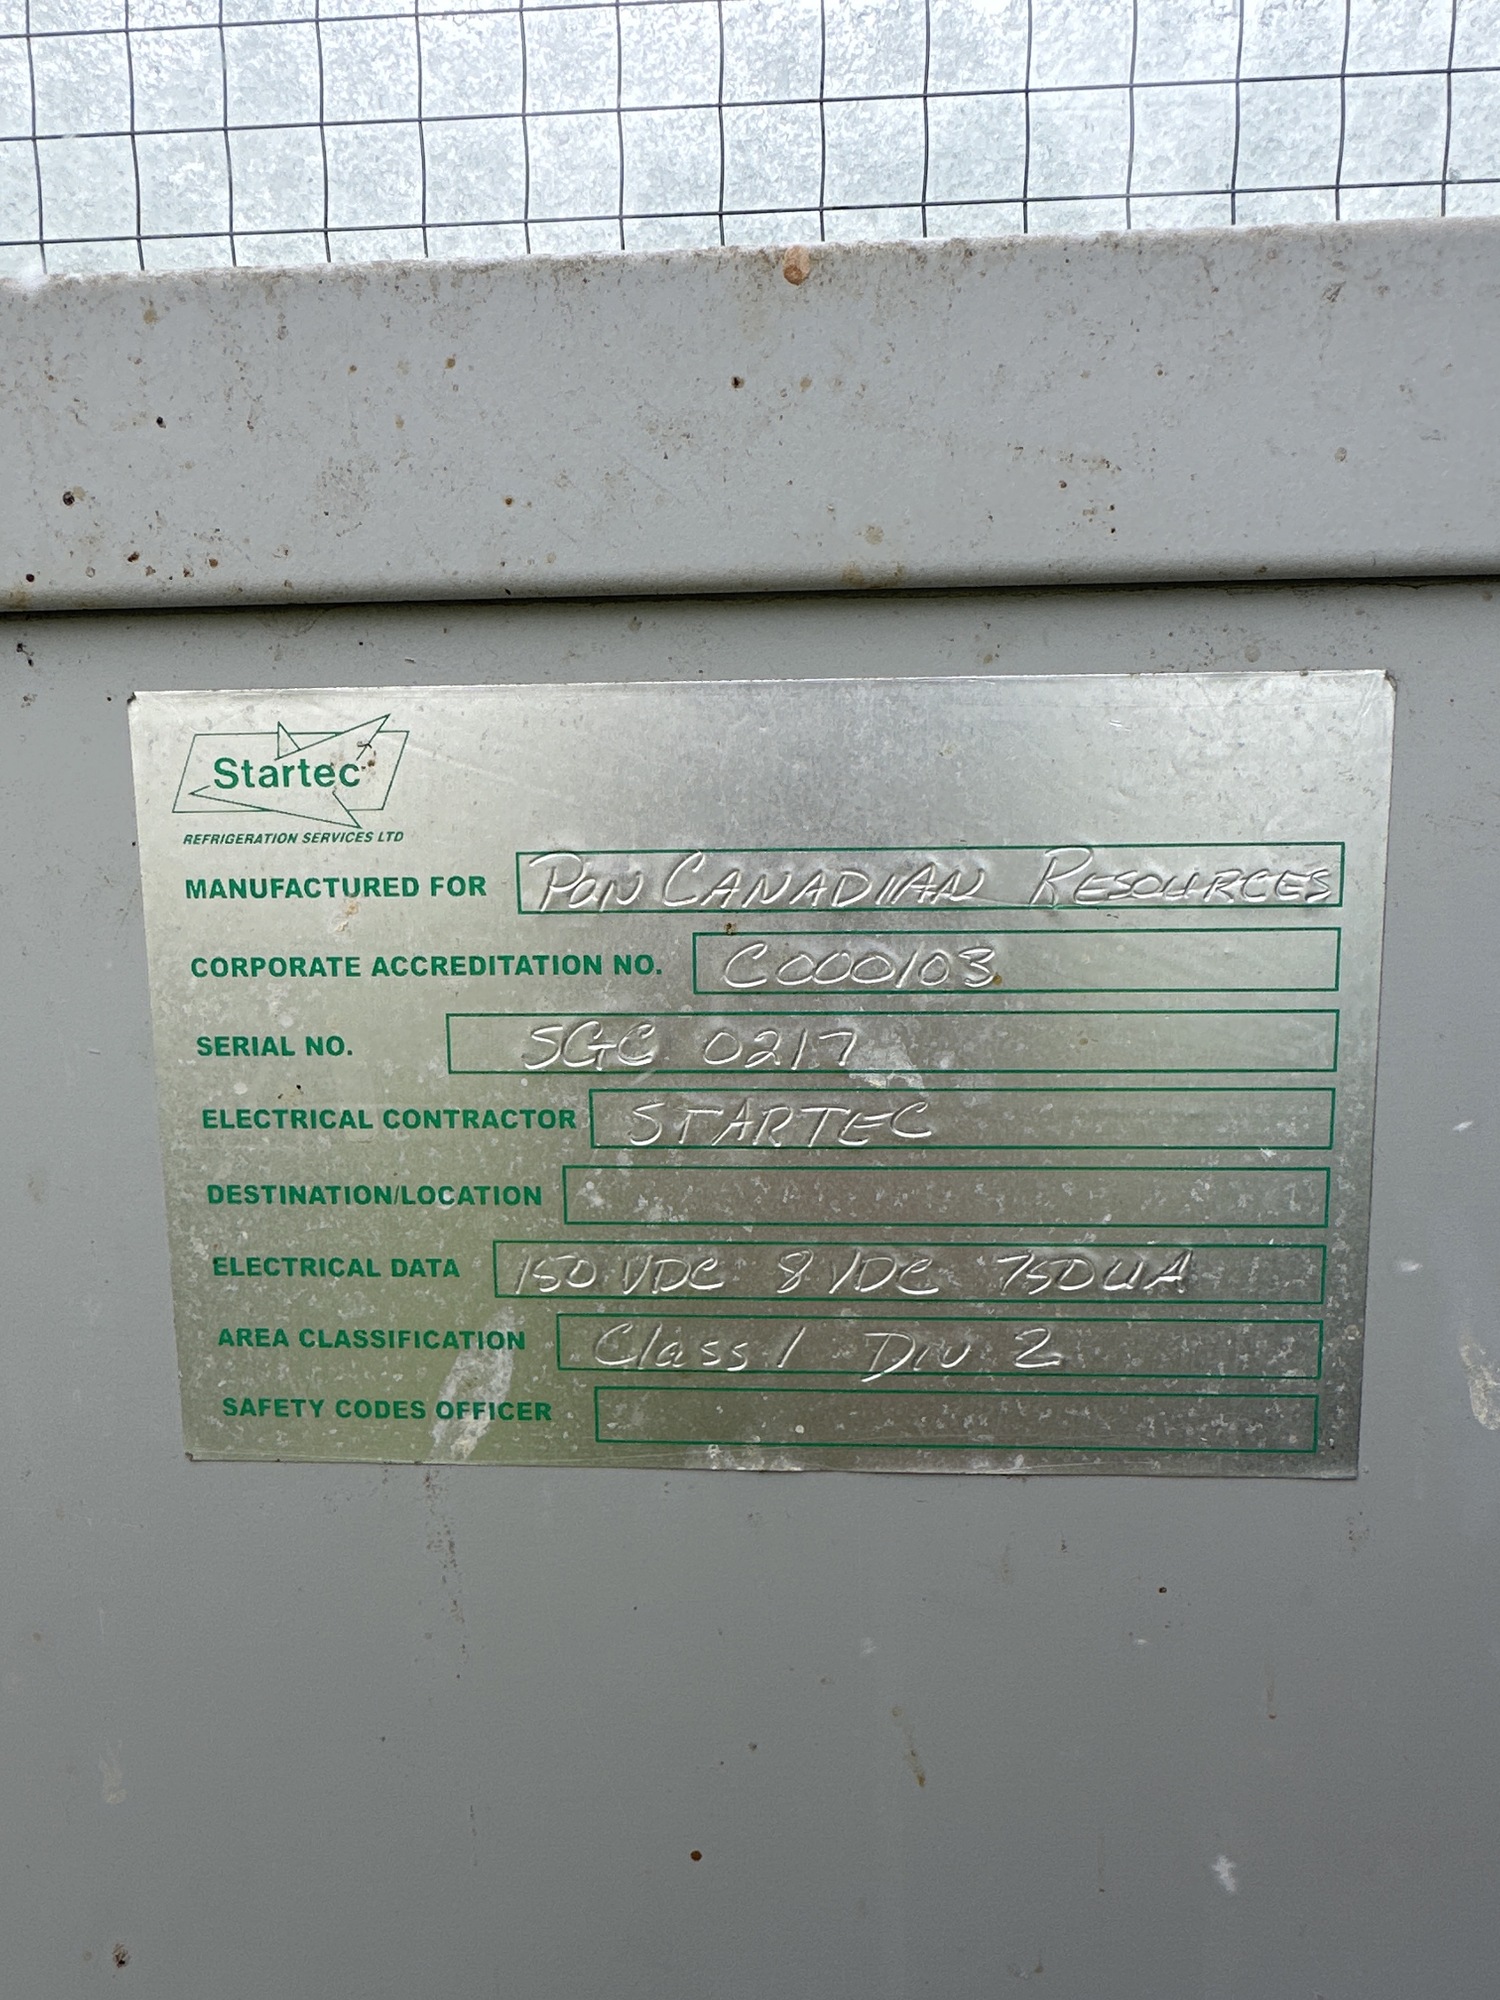 Startec
REFRIGERATION SERVICES LTD
MANUFACTURED FOR PAN CANADIAN RESOURCES
CORPORATE ACCREDITATION NO. C000103
SERIAL NO. SGC 0217
ELECTRICAL CONTRACTOR STARTEC
DESTINATION/LOCATION
ELECTRICAL DATA 150 VDC 8 VDC 750UA
AREA CLASSIFICATION Class 1 Div 2
SAFETY CODES OFFICER